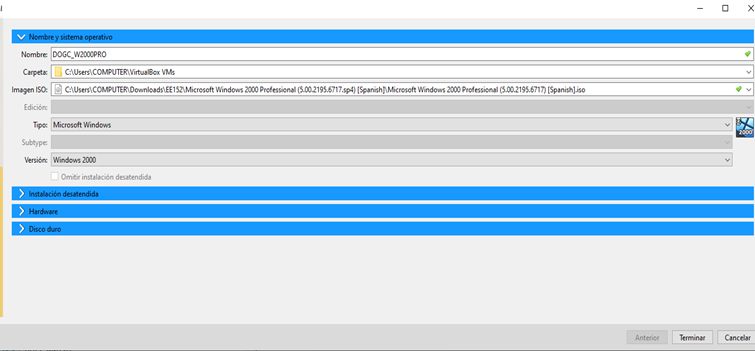 Nombre y sistema operativo
Nombre: DOGC_W2000PRO
Carpeta: C:\Users\COMPUTER\VirtualBox VMs
Imagen ISO: C:\Users\COMPUTER\Downloads\EE152\Microsoft Windows 2000 Professional (5.00.2195.6717.sp4) [Spanish]\Microsoft Windows 2000 Professional (5.00.2195.6717) [Spanish].iso
Edición:
Tipo: Microsoft Windows
2000
Subtype:
Versión: Windows 2000
Omitir instalación desatendida
Instalación desatendida
Hardware
Disco duro
Anterior Terminar Cancelar